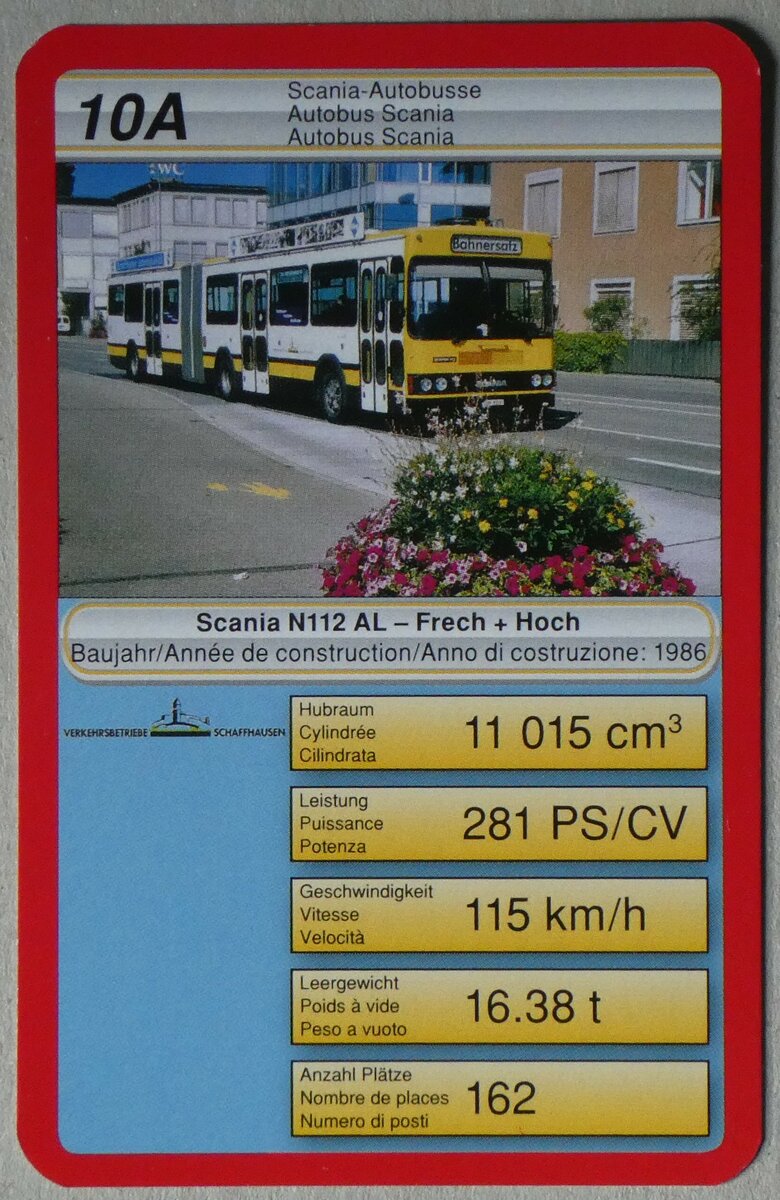 10A
Scania-Autobusse
Autobus Scania
Autobus Scania
WC
Bahnersatz
Scania N112 AL – Frech + Hoch
Baujahr/Année de construction/Anno di costruzione: 1986
VERKEHRSBETRIEBE SCHAFFHAUSEN
Hubraum
Cylindrée
Cilindrata
11 015 cm³
Leistung
Puissance
Potenza
281 PS/CV
Geschwindigkeit
Vitesse
Velocità
115 km/h
Leergewicht
Poids à vide
Peso a vuoto
16.38 t
Anzahl Plätze
Nombre de places
Numero di posti
162